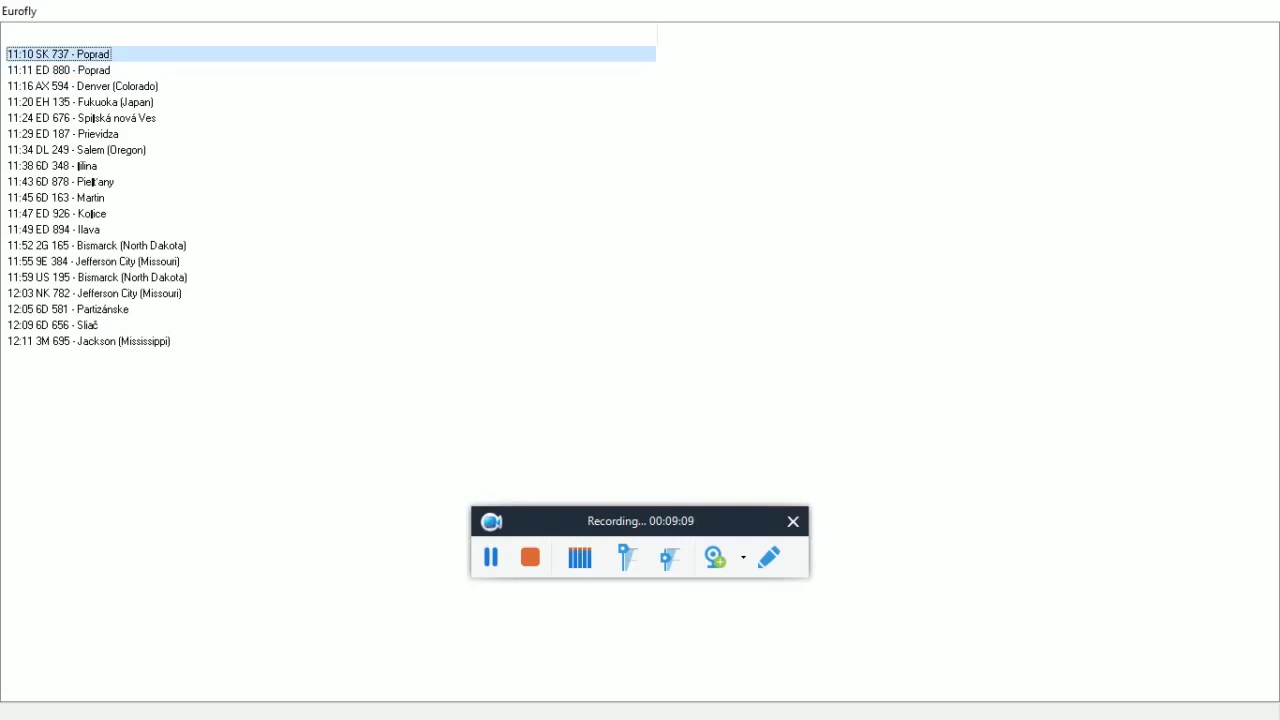 Eurofly
11:10 SK 737 - Poprad
11:11 ED 880 - Poprad
11:16 AX 594 - Denver (Colorado)
11:20 EH 135 - Fukuoka (Japan)
11:24 ED 676 - nová Ves
11:29 ED 187 - Prievidza
11:34 DL 249 - Salem (Oregon)
11:38 6D 348 -
11:43 6D 878 -
11:45 6D 163 - Martin
11:47 ED 926 -
11:49 ED 894 - Ilava
11:52 2G 165 - Bismarck (North Dakota)
11:55 9E 384 - Jefferson City (Missouri)
11:59 US 195 - Bismarck (North Dakota)
12:03 NK 782 - Jefferson City (Missouri)
12:05 6D 581 - Partizánske
12:09 6D 656 - Sliač
12:11 3M 695 - Jackson (Mississippi)
Recording... 00:09:09